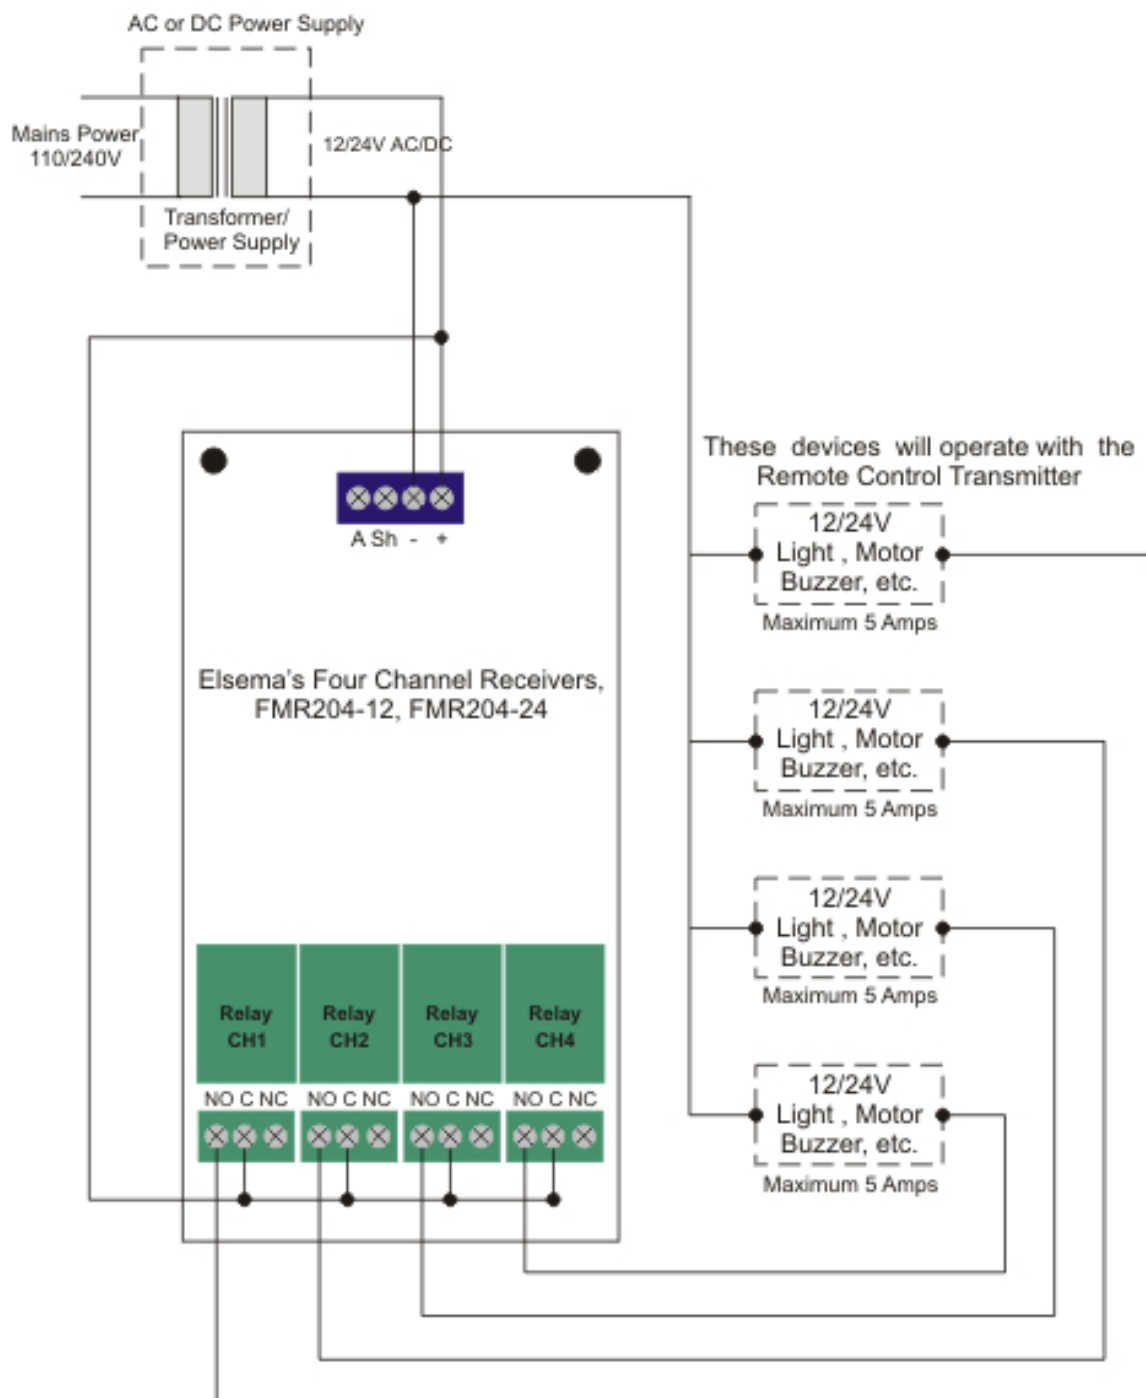 AC or DC Power Supply
Mains Power
110/240V
12/24V AC/DC
Transformer/
Power Supply
A Sh - +
Elsema's Four Channel Receivers,
FMR204-12, FMR204-24
These devices will operate with the
Remote Control Transmitter
12/24V
Light , Motor
Buzzer, etc.
Maximum 5 Amps
12/24V
Light , Motor
Buzzer, etc.
Maximum 5 Amps
12/24V
Light , Motor
Buzzer, etc.
Maximum 5 Amps
12/24V
Light , Motor
Buzzer, etc.
Maximum 5 Amps
Relay
CH1
Relay
CH2
Relay
CH3
Relay
CH4
NO C NC
NO C NC
NO C NC
NO C NC